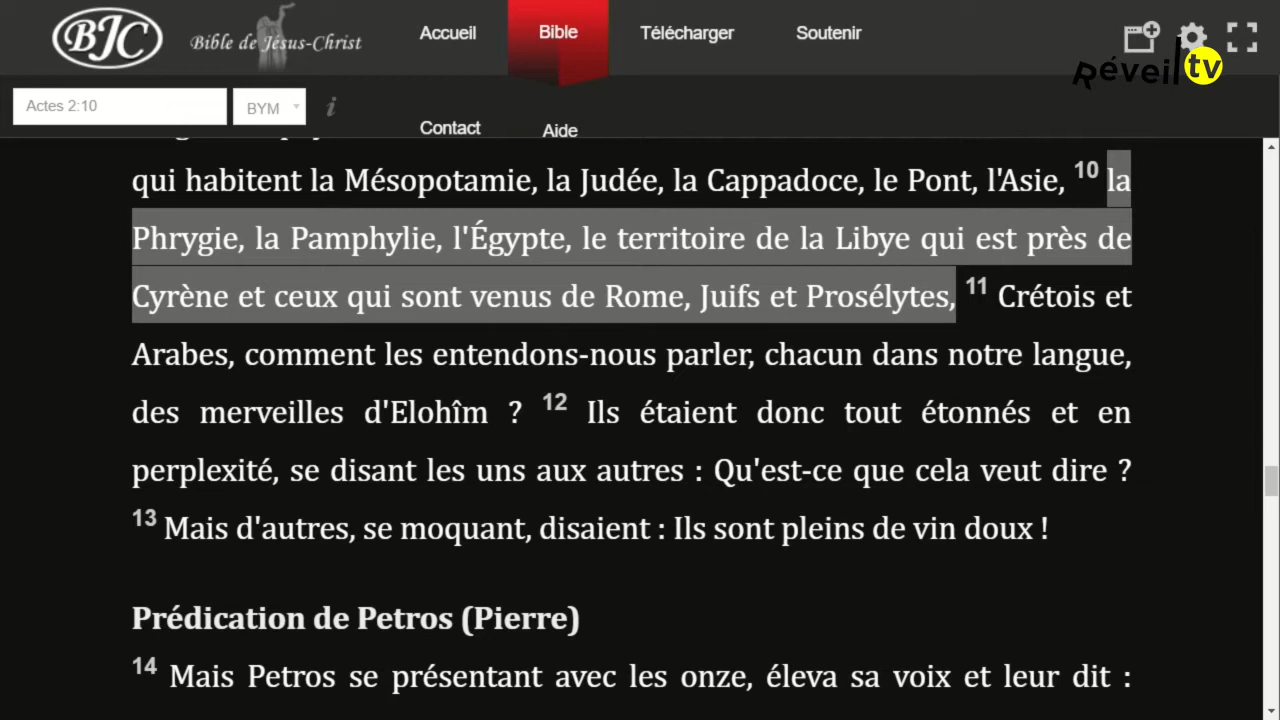 BJC Bible de Jésus-Christ Accueil Bible Télécharger Soutenir
Réveil tv
Actes 2:10 BYM i Contact Aide
qui habitent la Mésopotamie, la Judée, la Cappadoce, le Pont, l'Asie, 10 la
Phrygie, la Pamphylie, l'Égypte, le territoire de la Libye qui est près de
Cyrène et ceux qui sont venus de Rome, Juifs et Prosélytes, 11 Crétois et
Arabes, comment les entendons-nous parler, chacun dans notre langue,
des merveilles d'Elohîm ? 12 Ils étaient donc tout étonnés et en
perplexité, se disant les uns aux autres : Qu'est-ce que cela veut dire ?
13 Mais d'autres, se moquant, disaient : Ils sont pleins de vin doux !
Prédication de Petros (Pierre)
14 Mais Petros se présentant avec les onze, éleva sa voix et leur dit :